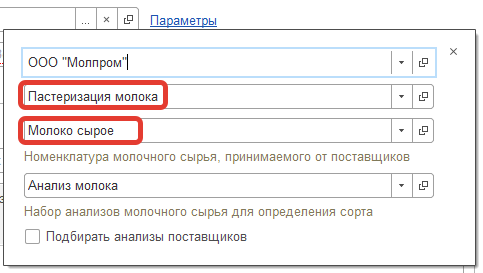 ... × Параметры
×
ООО "Молпром"
Пастеризация молока
Молоко сырое
Номенклатура молочного сырья, принимаемого от поставщиков
Анализ молока
Набор анализов молочного сырья для определения сорта
Подбирать анализы поставщиков